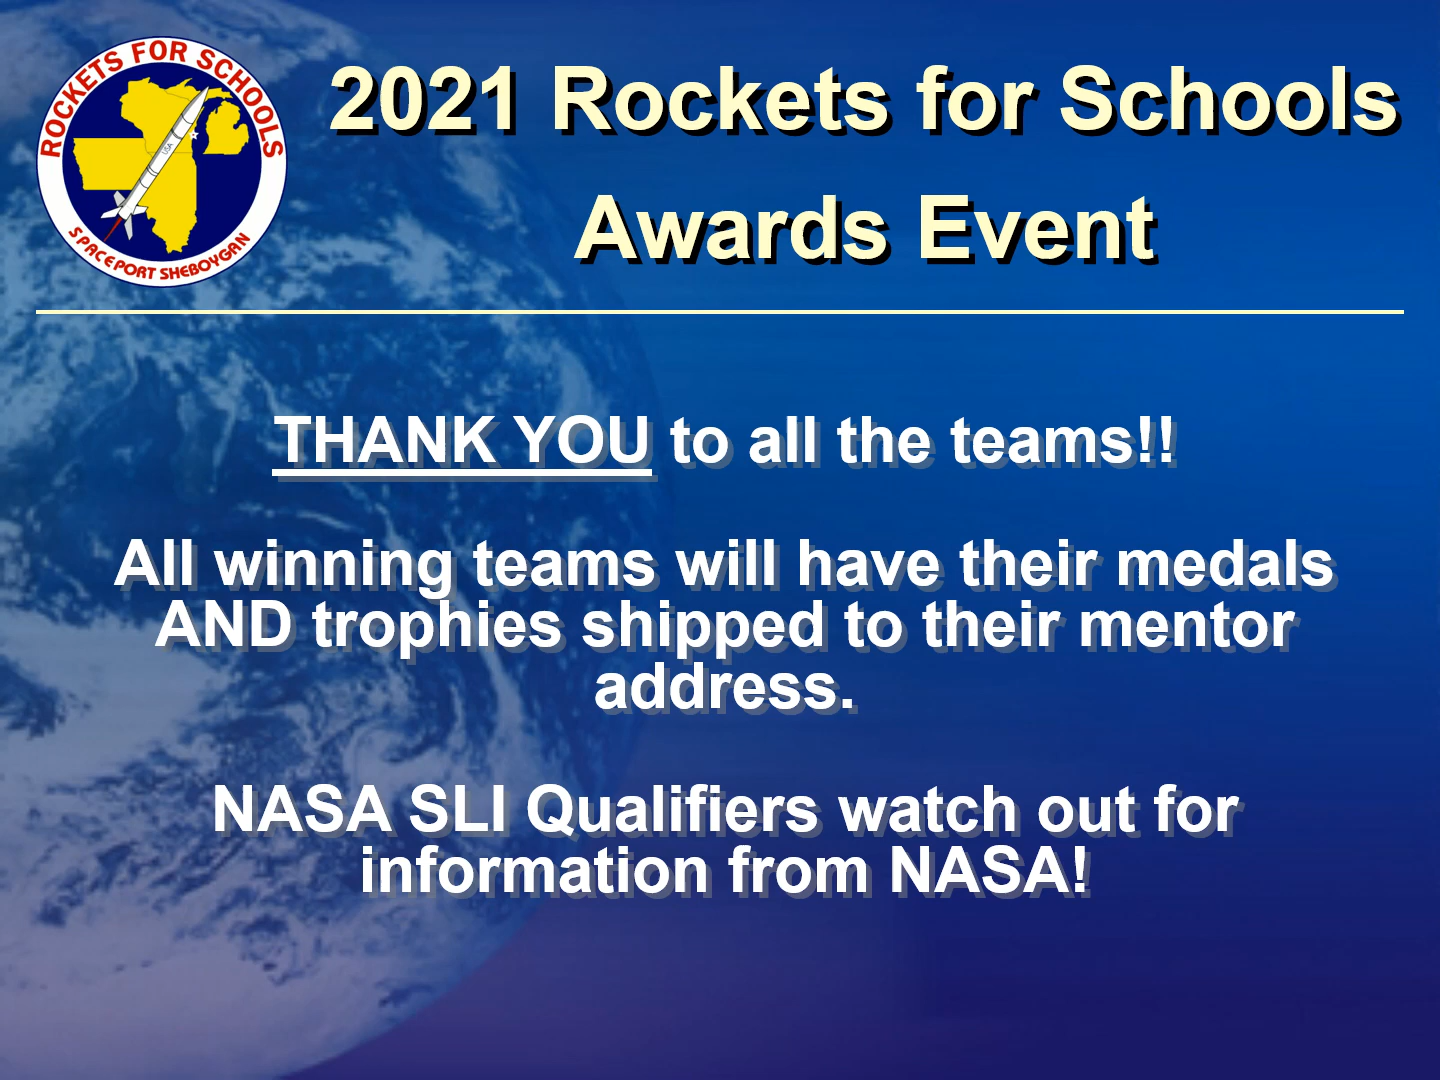 ROCKETS FOR SCHOOLS
USA
SPACEPORT SHEBOYGAN
2021 Rockets for Schools
Awards Event
THANK YOU to all the teams!!
All winning teams will have their medals
AND trophies shipped to their mentor
address.
NASA SLI Qualifiers watch out for
information from NASA!